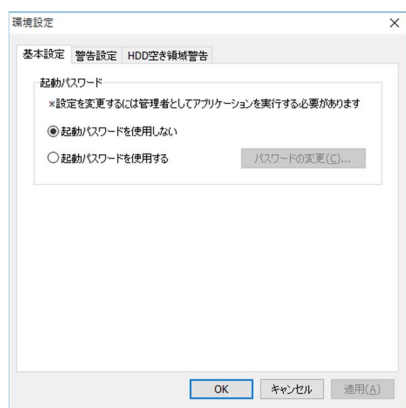 環境設定
基本設定 警告設定 HDD空き領域警告
起動パスワード
※設定を変更するには管理者としてアプリケーションを実行する必要があります
起動パスワードを使用しない
起動パスワードを使用する パスワードの変更(C)...
OK キャンセル 適用(A)